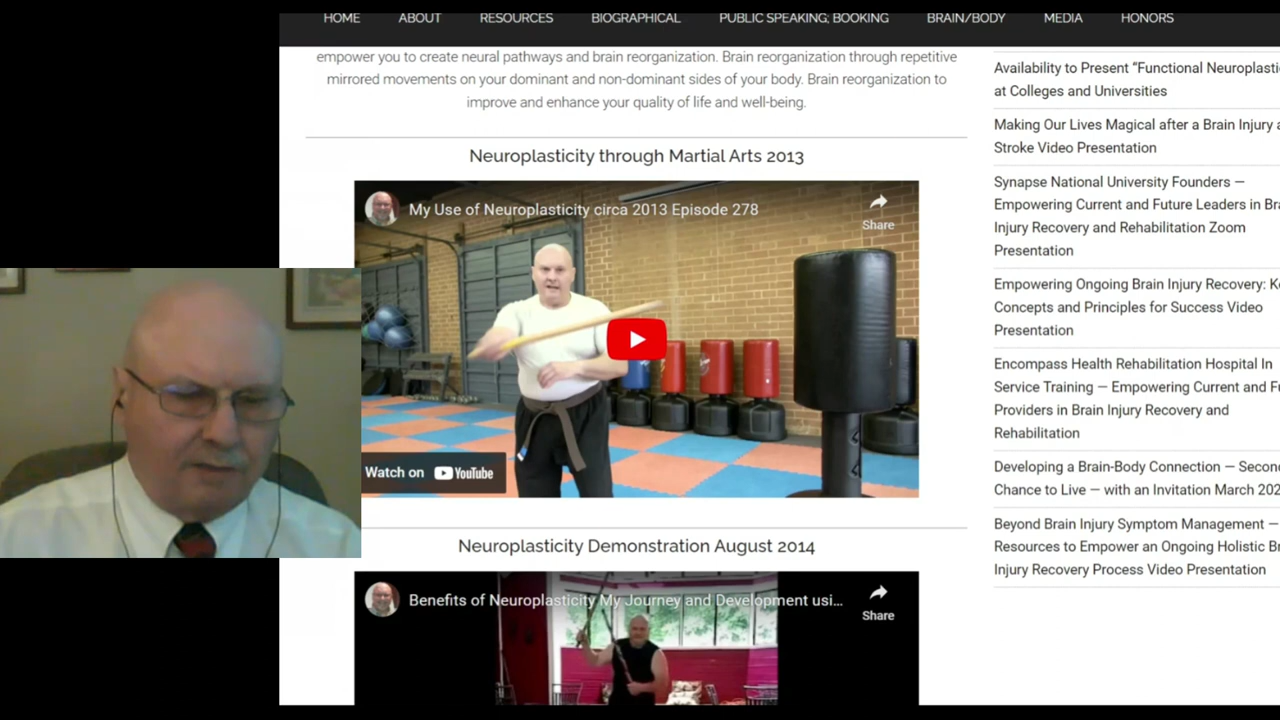 HOME ABOUT RESOURCES BIOGRAPHICAL PUBLIC SPEAKING; BOOKING BRAIN/BODY MEDIA HONORS
empower you to create neural pathways and brain reorganization. Brain reorganization through repetitive
mirrored movements on your dominant and non-dominant sides of your body. Brain reorganization to
improve and enhance your quality of life and well-being.
Neuroplasticity through Martial Arts 2013
My Use of Neuroplasticity circa 2013 Episode 278
Share
Watch on YouTube
Neuroplasticity Demonstration August 2014
Benefits of Neuroplasticity My Journey and Development usi...
Share
Availability to Present “Functional Neuroplasti
at Colleges and Universities
Making Our Lives Magical after a Brain Injury a
Stroke Video Presentation
Synapse National University Founders —
Empowering Current and Future Leaders in Bra
Injury Recovery and Rehabilitation Zoom
Presentation
Empowering Ongoing Brain Injury Recovery: K
Concepts and Principles for Success Video
Presentation
Encompass Health Rehabilitation Hospital In
Service Training — Empowering Current and Fu
Providers in Brain Injury Recovery and
Rehabilitation
Developing a Brain-Body Connection — Secon
Chance to Live — with an Invitation March 202
Beyond Brain Injury Symptom Management —
Resources to Empower an Ongoing Holistic Br
Injury Recovery Process Video Presentation